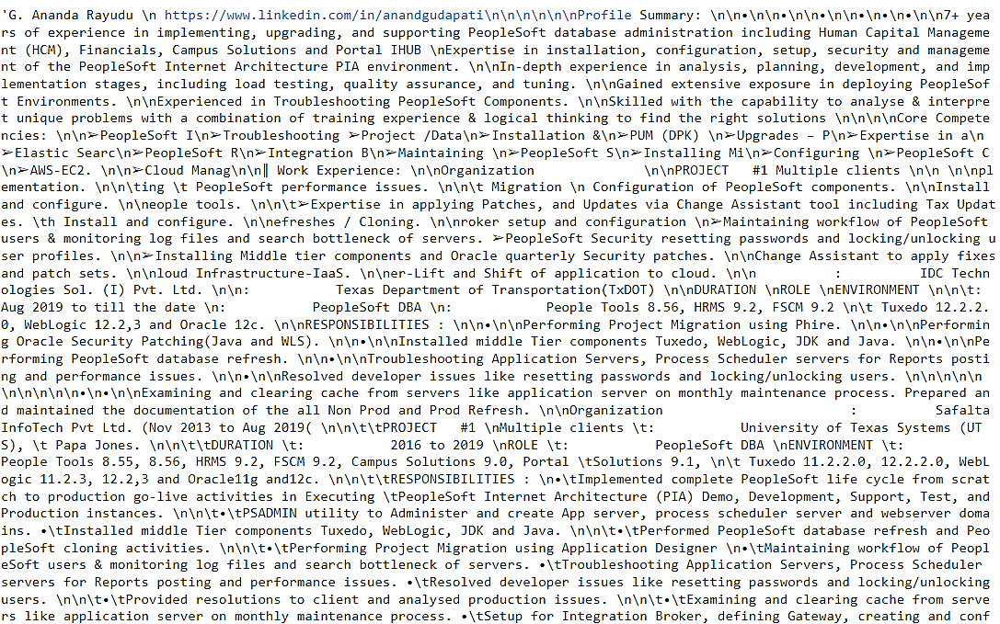 'G. Ananda Rayudu \n https://www.linkedin.com/in/anandgudapati\n\n\n\n\n\nProfile Summary: \n\n•\n\n•\n\n•\n\n•\n\n•\n•\n\n7+ yea
rs of experience in implementing, upgrading, and supporting PeopleSoft database administration including Human Capital Manageme
nt (HCM), Financials, Campus Solutions and Portal IHUB \nExpertise in installation, configuration, setup, security and manageme
nt of the PeopleSoft Internet Architecture PIA environment. \n\nIn-depth experience in analysis, planning, development, and imp
lementation stages, including load testing, quality assurance, and tuning. \n\nGained extensive exposure in deploying PeopleSof
t Environments. \n\nExperienced in Troubleshooting PeopleSoft Components. \n\nSkilled with the capability to analyse & interpre
t unique problems with a combination of training experience & logical thinking to find the right solutions \n\n\n\nCore Compete
ncies: \n\n➢PeopleSoft I\n➢Troubleshooting ➢Project /Data\n➢Installation &\n➢PUM (DPK) \n➢Upgrades – P\n➢Expertise in a\n
➢Elastic Searc\n➢PeopleSoft R\n➢Integration B\n➢Maintaining \n➢PeopleSoft S\n➢Installing Mi\n➢Configuring \n➢PeopleSoft C
\n➢AWS-EC2. \n\n➢Cloud Manag\n\n‖ Work Experience: \n\nOrganization \n\nPROJECT #1 Multiple clients \n\n \n\npl
ementation. \n\n\ting \t PeopleSoft performance issues. \n\n\t Migration \n Configuration of PeopleSoft components. \n\nInstall
and configure. \n\neople tools. \n\n\t➢Expertise in applying Patches, and Updates via Change Assistant tool including Tax Updat
es. \th Install and configure. \n\nefreshes / Cloning. \n\nroker setup and configuration \n➢Maintaining workflow of PeopleSoft
users & monitoring log files and search bottleneck of servers. ➢PeopleSoft Security resetting passwords and locking/unlocking u
ser profiles. \n\n➢Installing Middle tier components and Oracle quarterly Security patches. \n\nChange Assistant to apply fixes
and patch sets. \n\nloud Infrastructure-IaaS. \n\ner-Lift and Shift of application to cloud. \n\n : IDC Techn
ologies Sol. (I) Pvt. Ltd. \n\n: Texas Department of Transportation(TxDOT) \n\nDURATION \nROLE \nENVIRONMENT \n\n\t:
Aug 2019 to till the date \n: PeopleSoft DBA \n: People Tools 8.56, HRMS 9.2, FSCM 9.2 \n\t Tuxedo 12.2.2.
0, WebLogic 12.2,3 and Oracle 12c. \n\nRESPONSIBILITIES : \n\n•\n\nPerforming Project Migration using Phire. \n\n•\n\nPerformin
g Oracle Security Patching(Java and WLS). \n\n•\n\nInstalled middle Tier components Tuxedo, WebLogic, JDK and Java. \n\n•\n\nPe
rforming PeopleSoft database refresh. \n\n•\n\nTroubleshooting Application Servers, Process Scheduler servers for Reports posti
ng and performance issues. \n\n•\n\nResolved developer issues like resetting passwords and locking/unlocking users. \n\n\n\n\n
\n\n\n\n\n•\n•\n\nExamining and clearing cache from servers like application server on monthly maintenance process. Prepared an
d maintained the documentation of the all Non Prod and Prod Refresh. \n\nOrganization : Safalta
InfoTech Pvt Ltd. (Nov 2013 to Aug 2019( \n\n\t\tPROJECT #1 \nMultiple clients \t: University of Texas Systems (UT
S), \t Papa Jones. \n\n\t\tDURATION \t: 2016 to 2019 \nROLE \t: PeopleSoft DBA \nENVIRONMENT \t:
People Tools 8.55, 8.56, HRMS 9.2, FSCM 9.2, Campus Solutions 9.0, Portal \tSolutions 9.1, \n\t Tuxedo 11.2.2.0, 12.2.2.0, WebL
ogic 11.2.3, 12.2,3 and Oracle11g and12c. \n\n\t\tRESPONSIBILITIES : \n•\tImplemented complete PeopleSoft life cycle from scrat
ch to production go-live activities in Executing \tPeopleSoft Internet Architecture (PIA) Demo, Development, Support, Test, and
Production instances. \n\n\t•\tPSADMIN utility to Administer and create App server, process scheduler server and webserver doma
ins. •\tInstalled middle Tier components Tuxedo, WebLogic, JDK and Java. \n\n\t•\tPerformed PeopleSoft database refresh and Peo
pleSoft cloning activities. \n\n\t•\tPerforming Project Migration using Application Designer \n•\tMaintaining workflow of Peopl
eSoft users & monitoring log files and search bottleneck of servers. •\tTroubleshooting Application Servers, Process Scheduler
servers for Reports posting and performance issues. •\tResolved developer issues like resetting passwords and locking/unlocking
users. \n\n\t•\tProvided resolutions to client and analysed production issues. \n\n\t•\tExamining and clearing cache from serve
rs like application server on monthly maintenance process. •\tSetup for Integration Broker, defining Gateway, creating and conf